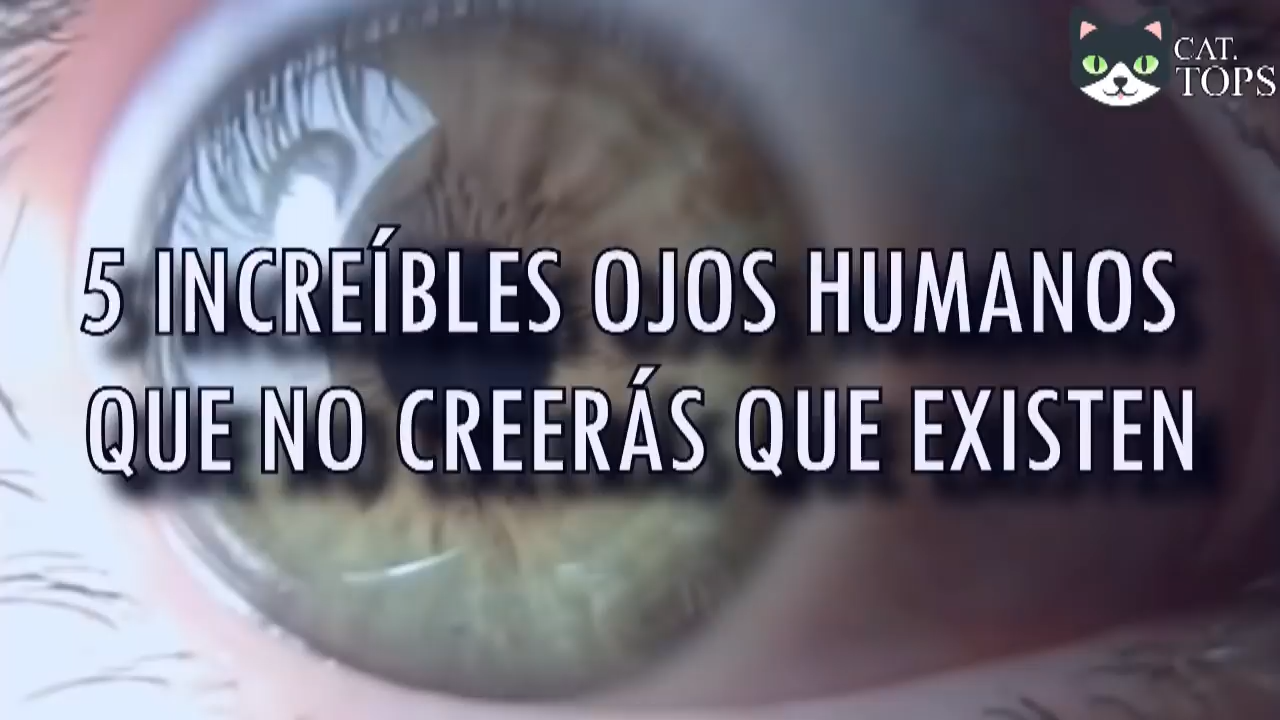 CAT.
TOPS
5 INCREÍBLES OJOS HUMANOS
QUE NO CREERÁS QUE EXISTEN